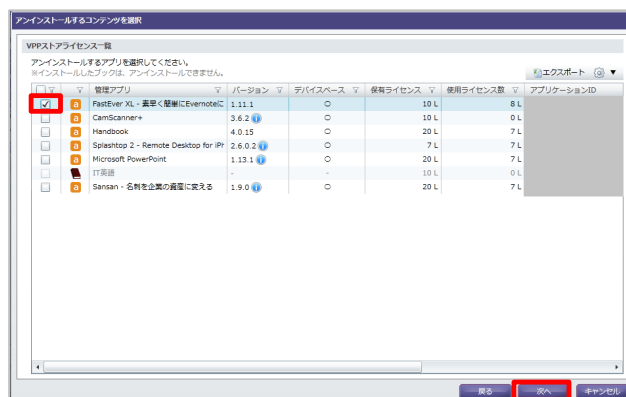 アンインストールするコンテンツを選択
VPPストアライセンス一覧
アンインストールするアプリを選択してください。
※インストールしたブックは、アンインストールできません。
エクスポート
管理アプリ バージョン デバイスベース 保有ライセンス 使用ライセンス数 アプリケーションID
a FastEver XL - 素早く簡単にEvernoteに 1.11.1 ○ 10 L 8 L
a CamScanner+ 3.6.2 ○ 10 L 0 L
a Handbook 4.0.15 ○ 20 L 7 L
a Splashtop 2 - Remote Desktop for iPh 2.6.0.2 ○ 7 L 7 L
a Microsoft PowerPoint 1.13.1 ○ 20 L 7 L
IT英語 - - 10 L 0 L
a Sansan - 名刺を企業の資産に変える 1.9.0 ○ 20 L 7 L
戻る 次へ キャンセル